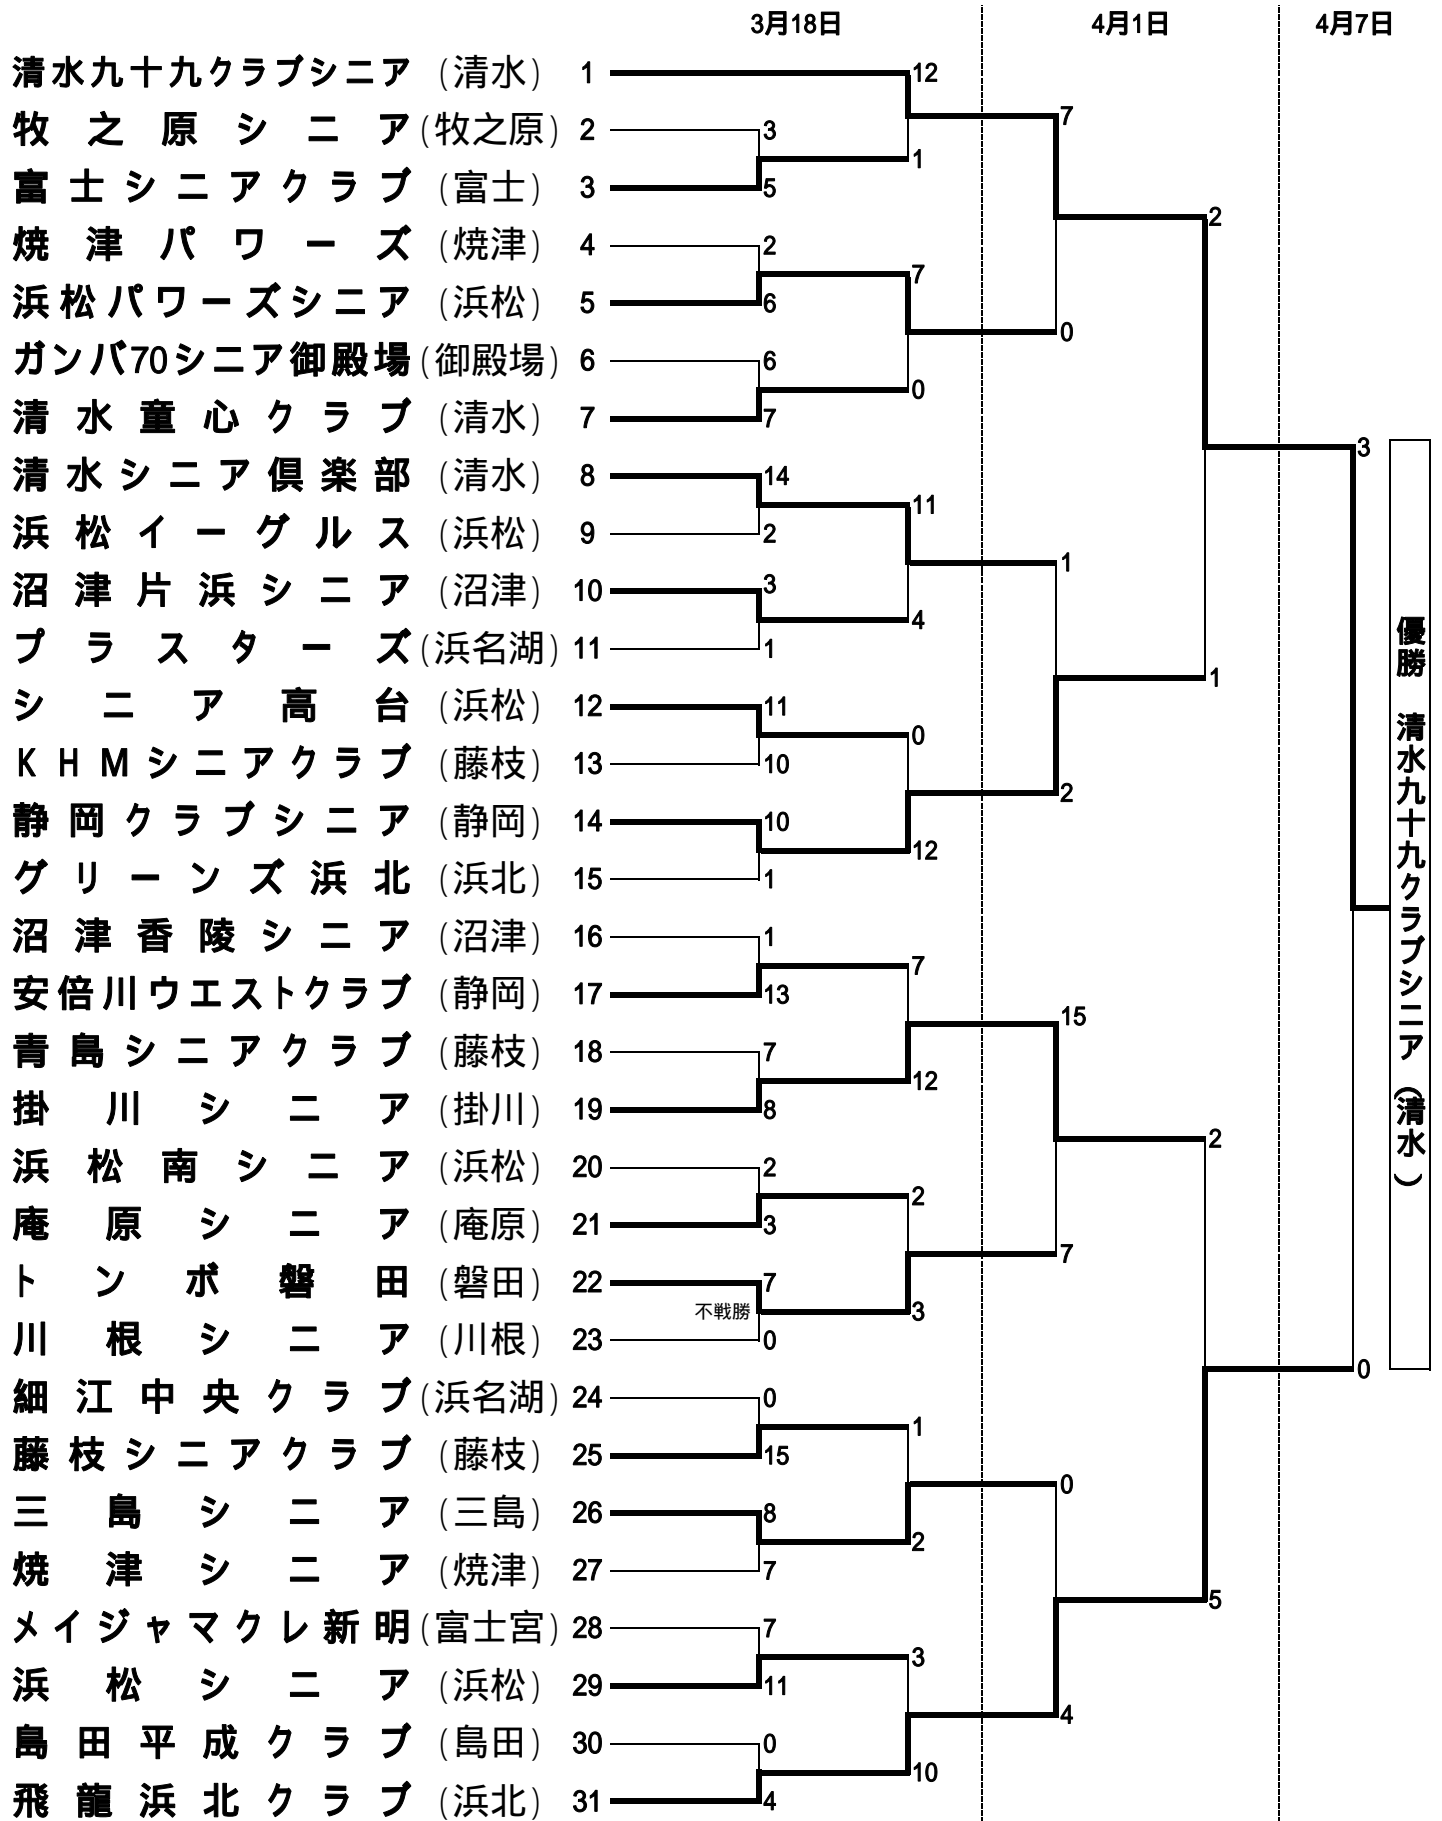 3月18日 4月1日 4月7日
清水九十九クラブシニア (清水) 1 12
7
牧之原シニア (牧之原) 2 3
1
富士シニアクラブ (富士) 3 5
2
焼津パワーズ (焼津) 4 2
7
浜松パワーズシニア (浜松) 5 6
0
ガンバ70シニア御殿場 (御殿場) 6 6
0
清水童心クラブ (清水) 7 7
3
清水シニア倶楽部 (清水) 8 14
11
浜松イーグルス (浜松) 9 2
1
沼津片浜シニア (沼津) 10 3
4
プラスターズ (浜名湖) 11 1
1
シニア高台 (浜松) 12 11
0
KHMシニアクラブ (藤枝) 13 10
2
静岡クラブシニア (静岡) 14 10
12
グリーンズ浜北 (浜北) 15 1
沼津香陵シニア (沼津) 16 1
7
安倍川ウエストクラブ (静岡) 17 13
15
青島シニアクラブ (藤枝) 18 7
12
掛川シニア (掛川) 19 8
2
浜松南シニア (浜松) 20 2
2
庵原シニア (庵原) 21 3
7
トンボ磐田 (磐田) 22 7
不戦勝 3
川根シニア (川根) 23 0
0
細江中央クラブ (浜名湖) 24 0
1
藤枝シニアクラブ (藤枝) 25 15
0
三島シニア (三島) 26 8
2
焼津シニア (焼津) 27 7
5
メイジャマクレ新明 (富士宮) 28 7
3
浜松シニア (浜松) 29 11
4
島田平成クラブ (島田) 30 0
10
飛龍浜北クラブ (浜北) 31 4
優勝 清水九十九クラブシニア (清水)